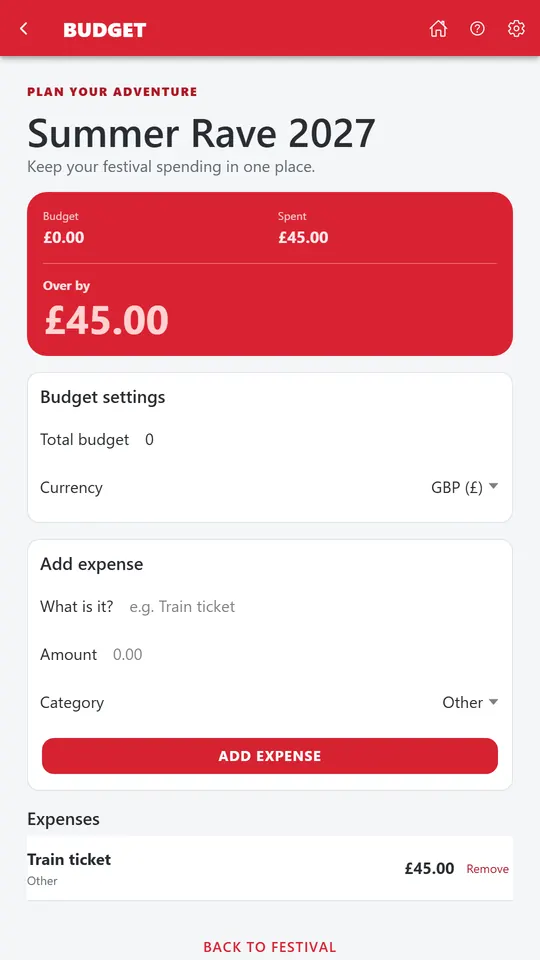 BUDGET
PLAN YOUR ADVENTURE
Summer Rave 2027
Keep your festival spending in one place.
Budget Spent
£0.00 £45.00
Over by
£45.00
Budget settings
Total budget 0
Currency GBP (£)
Add expense
What is it? e.g. Train ticket
Amount 0.00
Category Other
ADD EXPENSE
Expenses
Train ticket £45.00 Remove
Other
BACK TO FESTIVAL